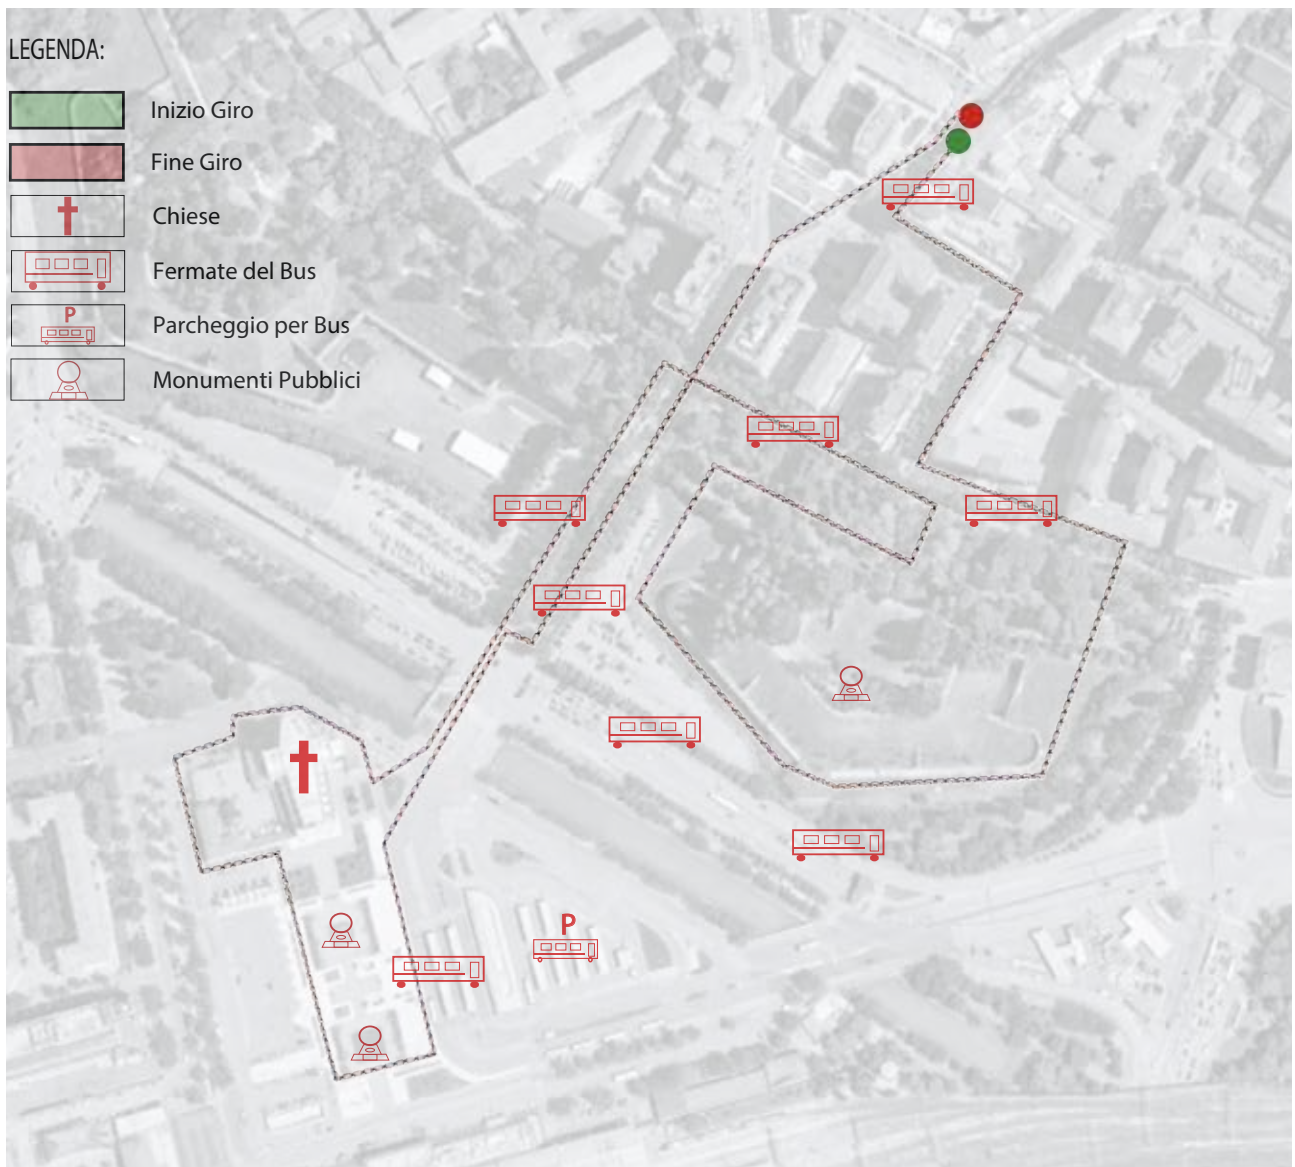 LEGENDA:
Inizio Giro
Fine Giro
Chiese
Fermate del Bus
P
Parcheggio per Bus
Monumenti Pubblici
P